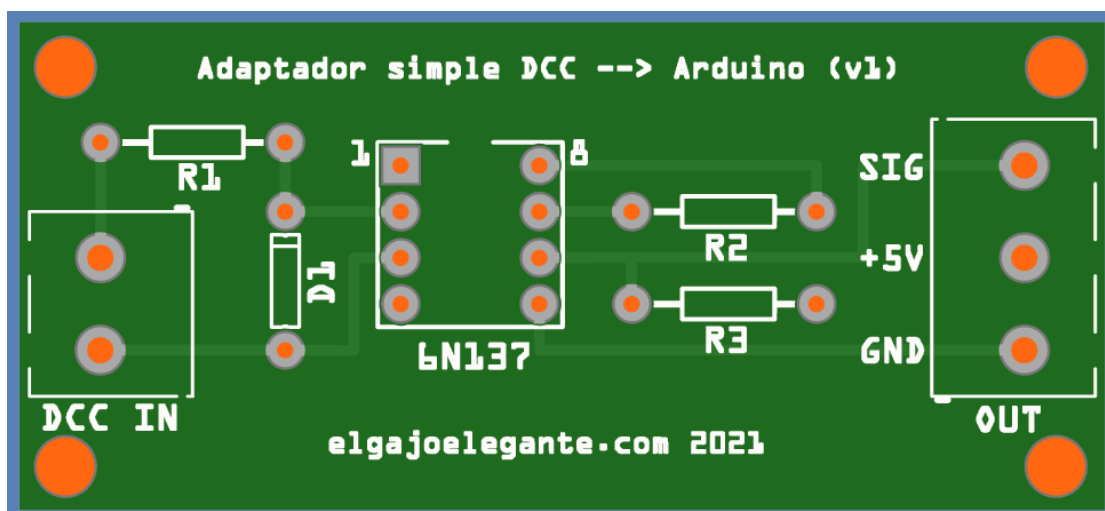 Adaptador simple DCC --> Arduino (v1)
1
8
R1
SIG
R2
+5V
D1
R3
6N137
GND
DCC IN
OUT
elgajoelegante.com 2021